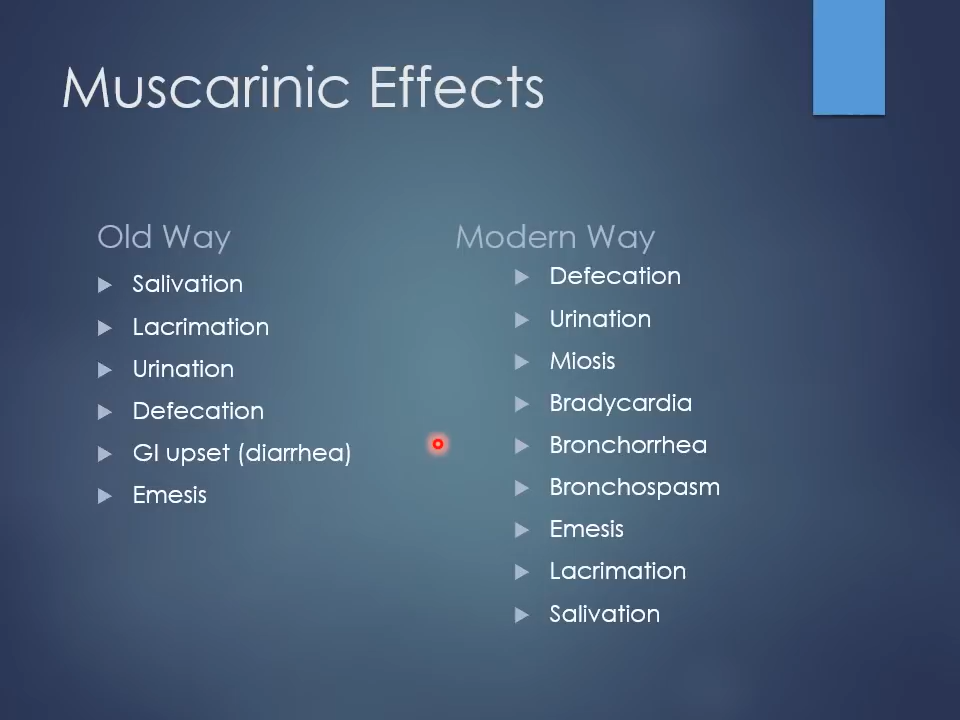 Muscarinic Effects
Old Way
Salivation
Lacrimation
Urination
Defecation
GI upset (diarrhea)
Emesis
Modern Way
Defecation
Urination
Miosis
Bradycardia
Bronchorrhea
Bronchospasm
Emesis
Lacrimation
Salivation